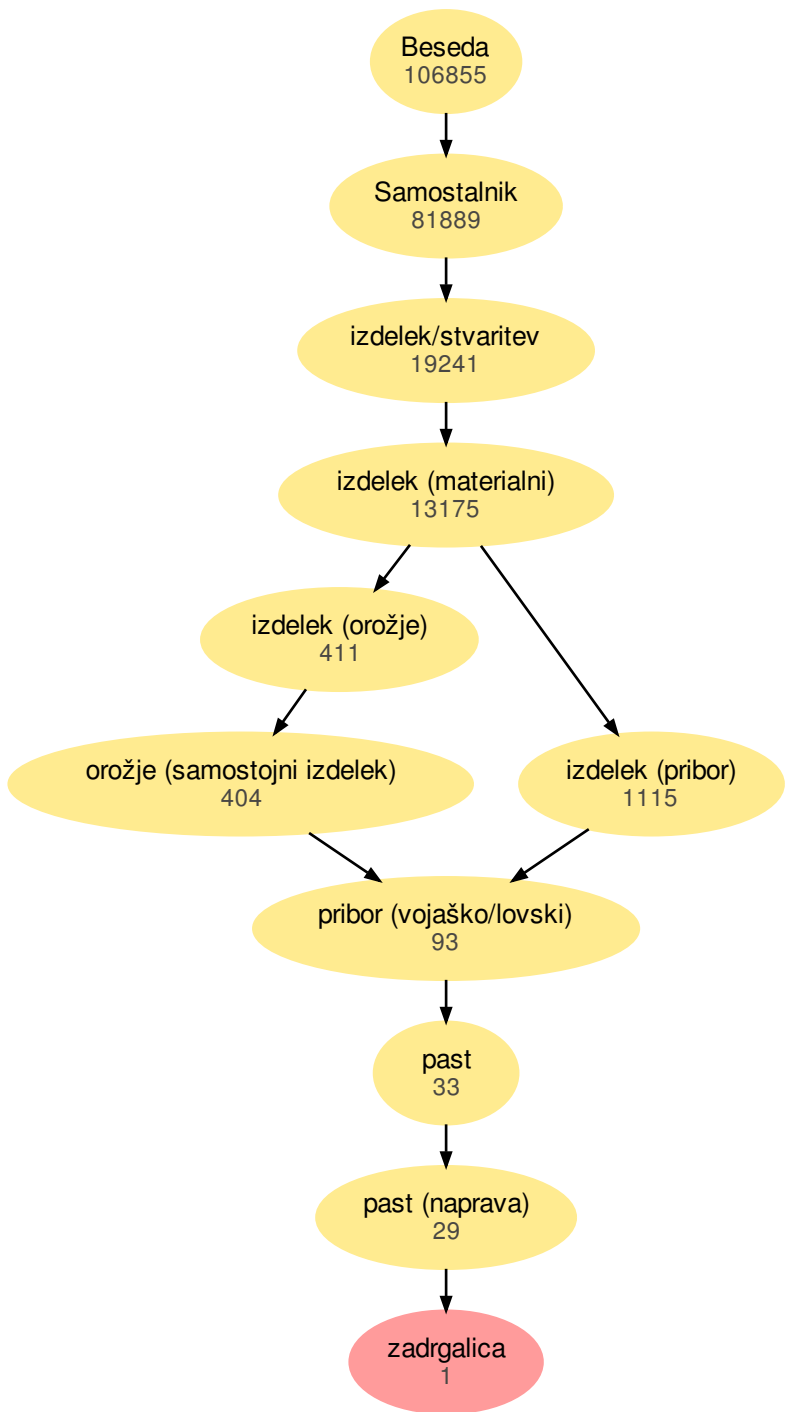 Beseda
106855
Samostalnik
81889
izdelek/stvaritev
19241
izdelek (materialni)
13175
izdelek (orožje)
411
orožje (samostojni izdelek)
404
izdelek (pribor)
1115
pribor (vojaško/lovski)
93
past
33
past (naprava)
29
zadrgalica
1